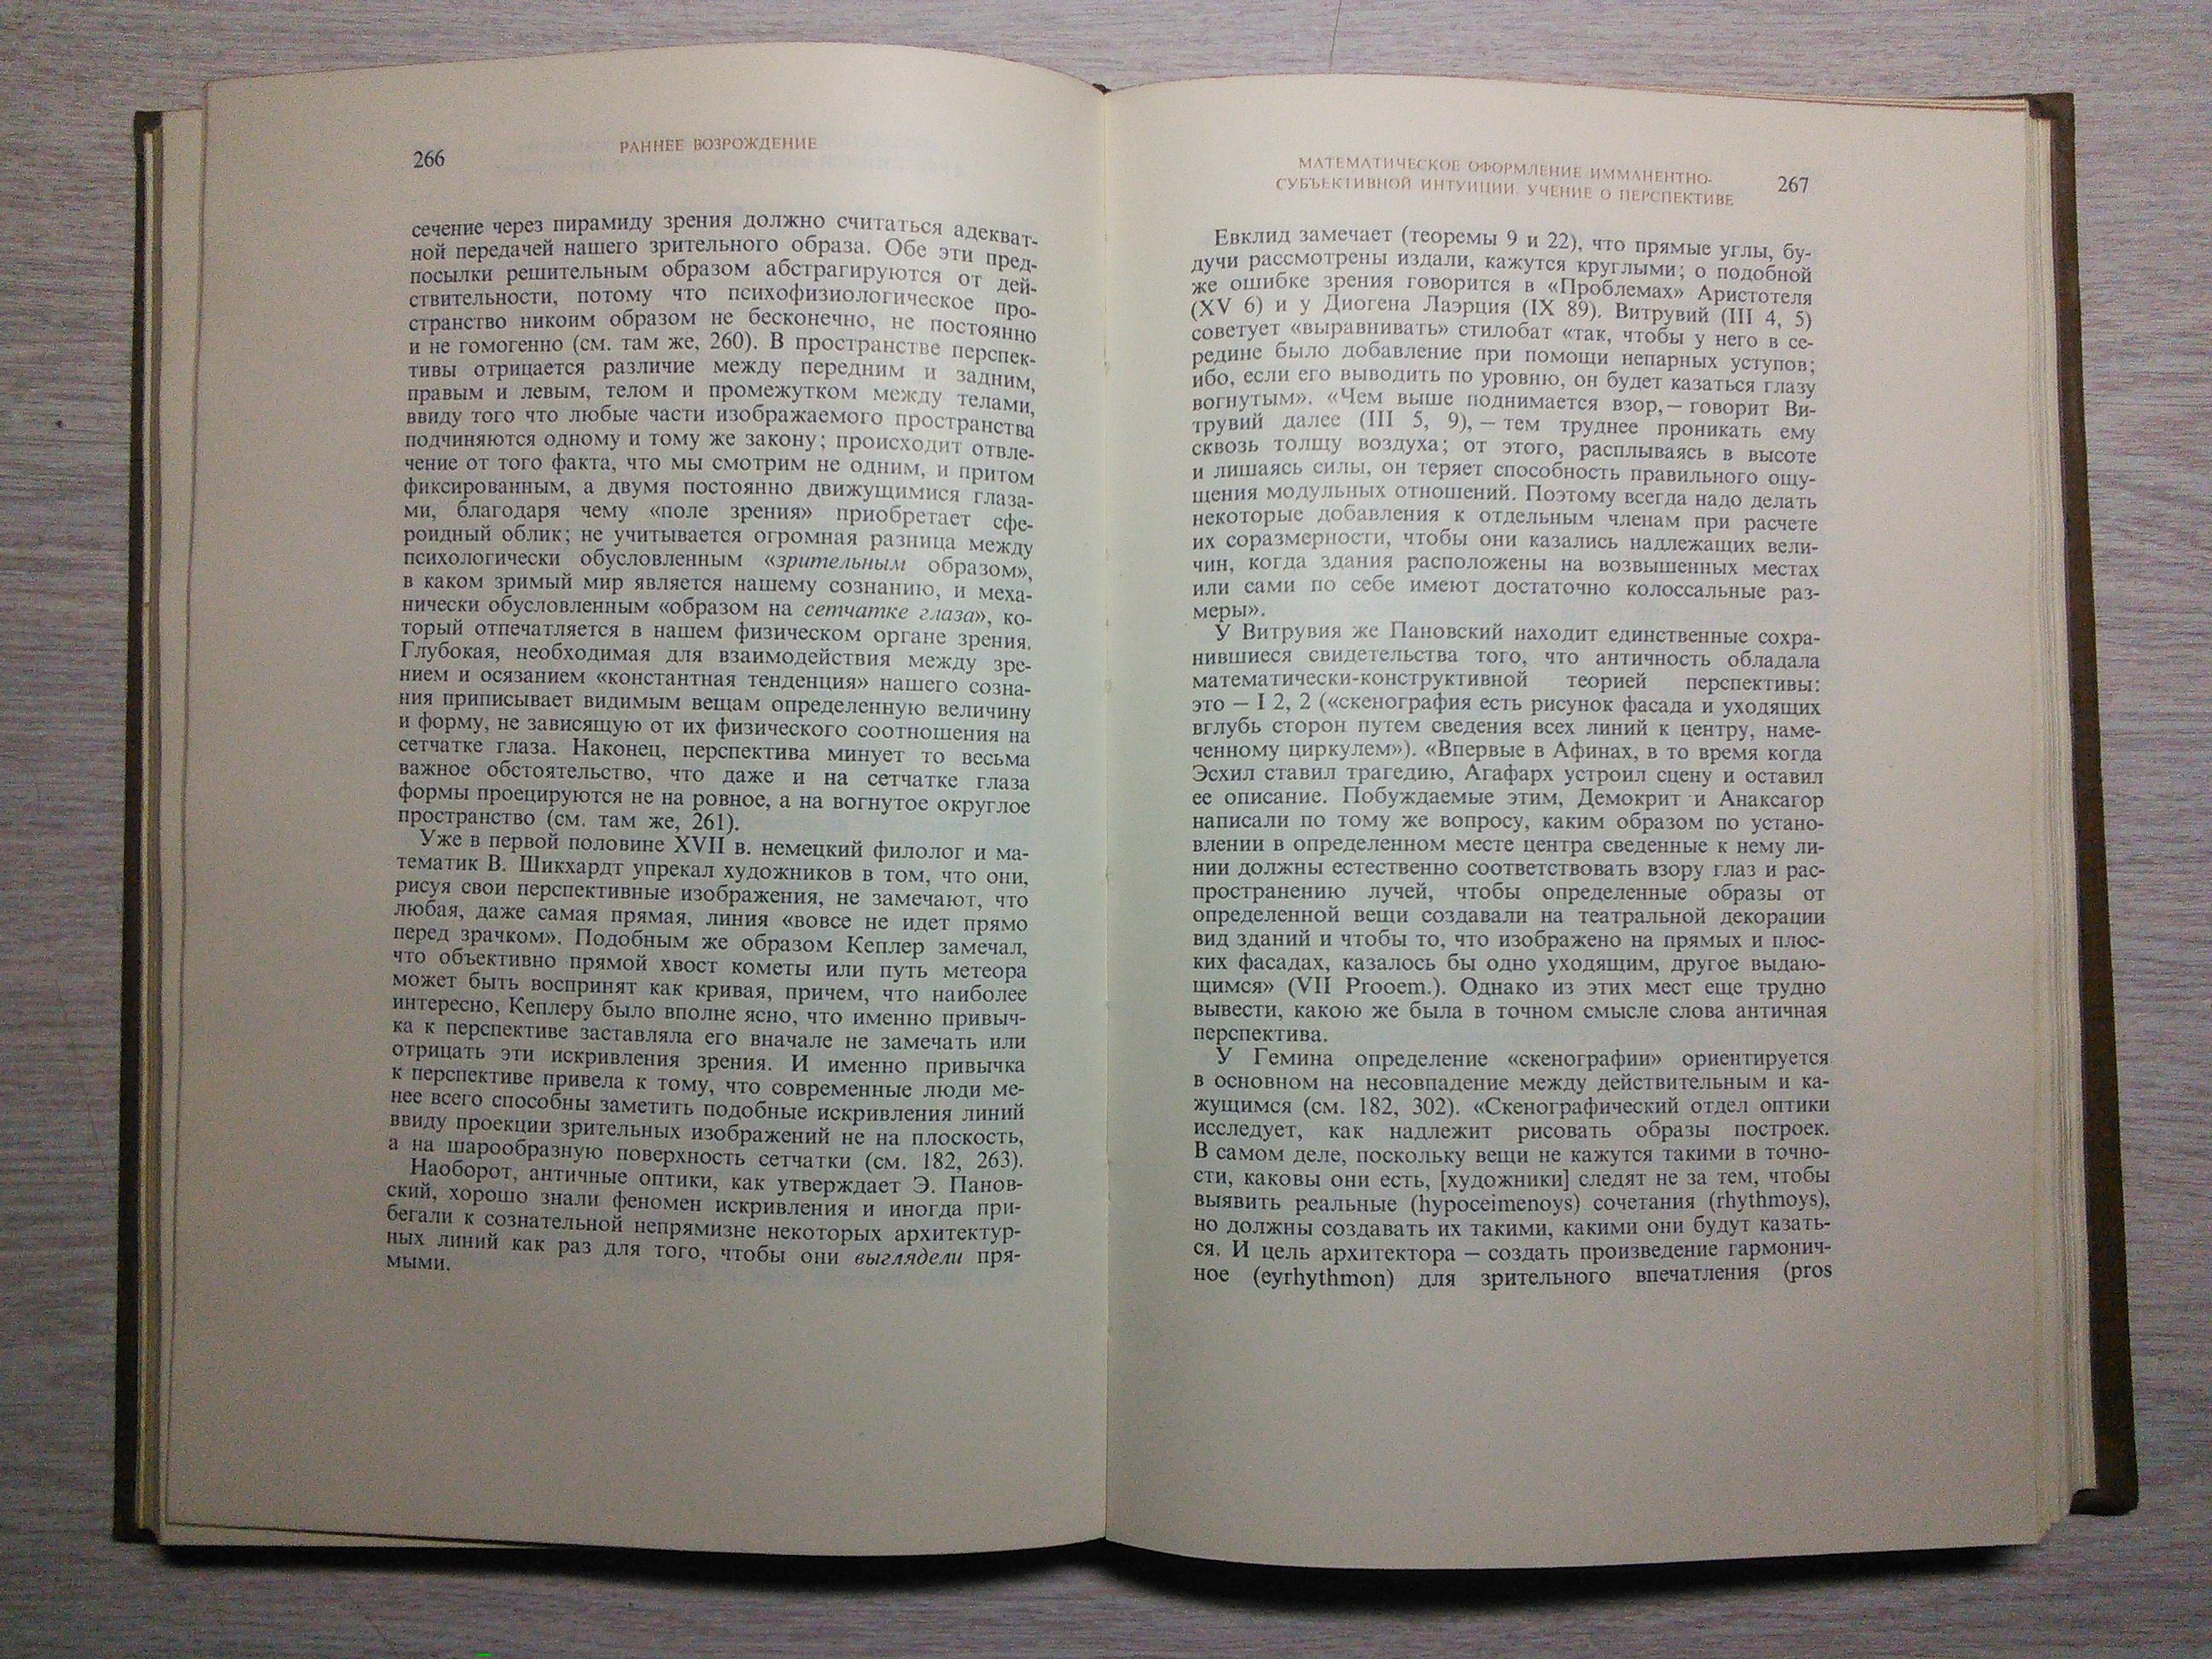 266
РАННЕЕ ВОЗРОЖДЕНИЕ
сечение через пирамиду зрения должно считаться адекват-
ной передачей нашего зрительного образа. Обе эти пред-
посылки решительным образом абстрагируются от дей-
ствительности, потому что психофизиологическое про-
странство никоим образом не бесконечно, не постоянно
и не гомогенно (см. там же, 260). В пространстве перспек-
тивы отрицается различие между передним и задним,
правым и левым, телом и промежутком между телами,
ввиду того что любые части изображаемого пространства
подчиняются одному и тому же закону; происходит отвле-
чение от того факта, что мы смотрим не одним, и притом
фиксированным, а двумя постоянно движущимися глаза-
ми, благодаря чему «поле зрения» приобретает сфе-
роидный облик; не учитывается огромная разница между
психологически обусловленным «зрительным образом»,
в каком зримый мир является нашему сознанию, и меха-
нически обусловленным «образом на сетчатке глаза», ко-
торый отпечатляется в нашем физическом органе зрения.
Глубокая, необходимая для взаимодействия между зре-
нием и осязанием «константная тенденция» нашего созна-
ния приписывает видимым вещам определенную величину
и форму, не зависящую от их физического соотношения на
сетчатке глаза. Наконец, перспектива минует то весьма
важное обстоятельство, что даже и на сетчатке глаза
формы проецируются не на ровное, а на вогнутое округлое
пространство (см. там же, 261).
Уже в первой половине XVII в. немецкий филолог и ма-
тематик В. Шикхардт упрекал художников в том, что они,
рисуя свои перспективные изображения, не замечают, что
любая, даже самая прямая, линия «вовсе не идет прямо
перед зрачком». Подобным же образом Кеплер замечал,
что объективно прямой хвост кометы или путь метеора
может быть воспринят как кривая, причем, что наиболее
интересно, Кеплеру было вполне ясно, что именно привыч-
ка к перспективе заставляла его вначале не замечать или
отрицать эти искривления зрения. И именно привычка
к перспективе привела к тому, что современные люди ме-
нее всего способны заметить подобные искривления линий
ввиду проекции зрительных изображений не на плоскость,
а на шарообразную поверхность сетчатки (см. 182, 263).
Наоборот, античные оптики, как утверждает Э. Панов-
ский, хорошо знали феномен искривления и иногда при-
бегали к сознательной непрямизне некоторых архитектур-
ных линий как раз для того, чтобы они выглядели пря-
мыми.
МАТЕМАТИЧЕСКОЕ ОФОРМЛЕНИЕ ИММАНЕНТНО-
СУБЪЕКТИВНОЙ ИНТУИЦИИ. УЧЕНИЕ О ПЕРСПЕКТИВЕ
267
Евклид замечает (теоремы 9 и 22), что прямые углы, бу-
дучи рассмотрены издали, кажутся круглыми; о подобной
же ошибке зрения говорится в «Проблемах» Аристотеля
(XV 6) и у Диогена Лаэрция (IX 89). Витрувий (III 4, 5)
советует «выравнивать» стилобат «так, чтобы у него в се-
редине было добавление при помощи непарных уступов;
ибо, если его выводить по уровню, он будет казаться глазу
вогнутым». «Чем выше поднимается взор,— говорит Ви-
трувий далее (III 5, 9), — тем труднее проникать ему
сквозь толщу воздуха; от этого, расплываясь в высоте
и лишаясь силы, он теряет способность правильного ощу-
щения модульных отношений. Поэтому всегда надо делать
некоторые добавления к отдельным членам при расчете
их соразмерности, чтобы они казались надлежащих вели-
чин, когда здания расположены на возвышенных местах
или сами по себе имеют достаточно колоссальные раз-
меры».
У Витрувия же Пановский находит единственные сохра-
нившиеся свидетельства того, что античность обладала
математически-конструктивной теорией перспективы:
это — I 2, 2 («скенография есть рисунок фасада и уходящих
вглубь сторон путем сведения всех линий к центру, наме-
ченному циркулем»). «Впервые в Афинах, в то время когда
Эсхил ставил трагедию, Агафарх устроил сцену и оставил
ее описание. Побуждаемые этим, Демокрит и Анаксагор
написали по тому же вопросу, каким образом по устано-
влении в определенном месте центра сведенные к нему ли-
нии должны естественно соответствовать взору глаз и рас-
пространению лучей, чтобы определенные образы от
определенной вещи создавали на театральной декорации
вид зданий и чтобы то, что изображено на прямых и плос-
ких фасадах, казалось бы одно уходящим, другое выдаю-
щимся» (VII Prooem.). Однако из этих мест еще трудно
вывести, какою же была в точном смысле слова античная
перспектива.
У Гемина определение «скенографии» ориентируется
в основном на несовпадение между действительным и ка-
жущимся (см. 182, 302). «Скенографический отдел оптики
исследует, как надлежит рисовать образы построек.
В самом деле, поскольку вещи не кажутся такими в точно-
сти, каковы они есть, [художники] следят не за тем, чтобы
выявить реальные (hypoceimenoys) сочетания (rhythmoys),
но должны создавать их такими, какими они будут казать-
ся. И цель архитектора — создать произведение гармонич-
ное (eyrhythmon) для зрительного впечатления (pros